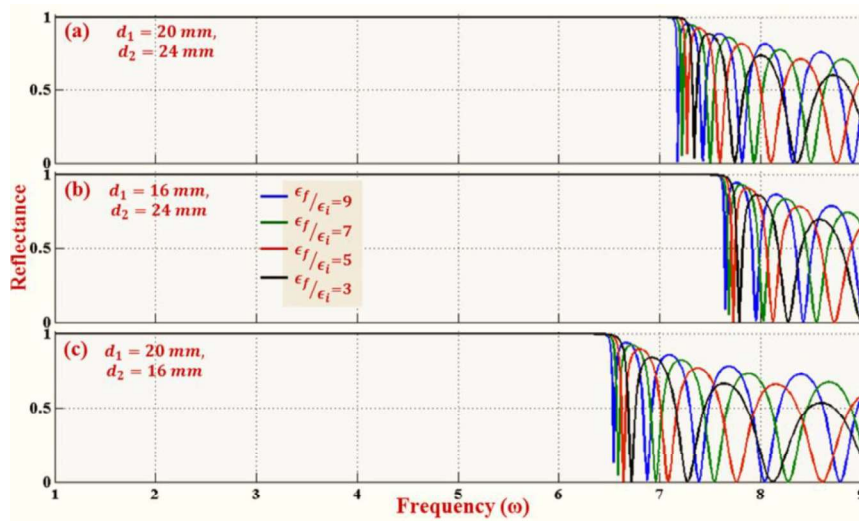 1
(a) d₁ = 20 mm,
d₂ = 24 mm
0.5
0
1
(b) d₁ = 16 mm,
d₂ = 24 mm
ϵf/ϵi=9
ϵf/ϵi=7
ϵf/ϵi=5
ϵf/ϵi=3
0.5
Reflectance
0
1
(c) d₁ = 20 mm,
d₂ = 16 mm
0.5
0
1 2 3 4 5 6 7 8 9
Frequency (ω)